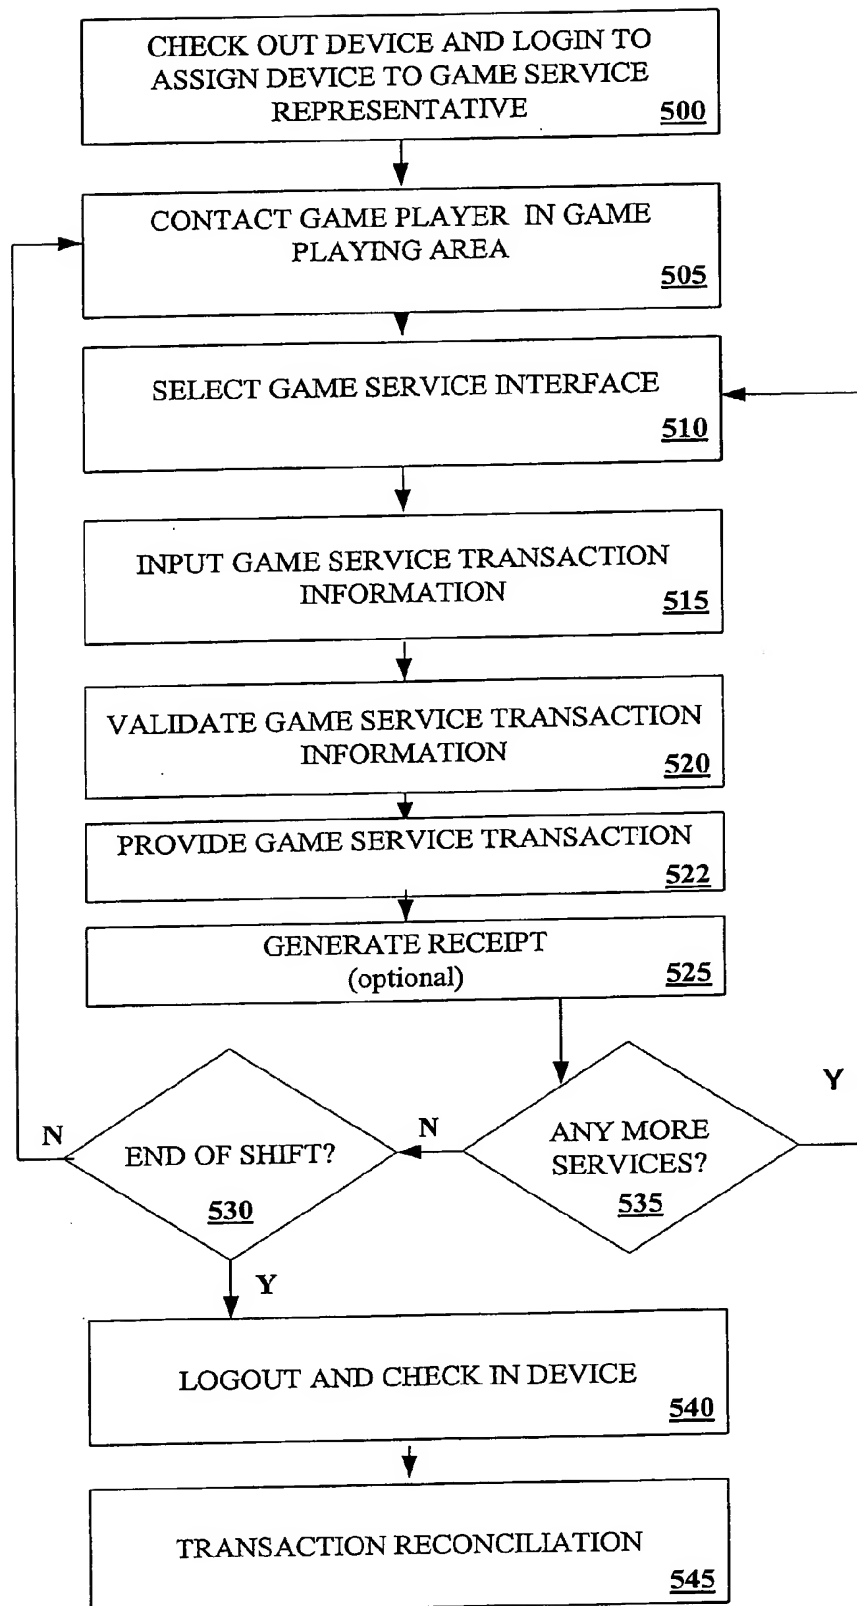 CHECK OUT DEVICE AND LOGIN TO
ASSIGN DEVICE TO GAME SERVICE
REPRESENTATIVE
500
CONTACT GAME PLAYER IN GAME
PLAYING AREA
505
SELECT GAME SERVICE INTERFACE
510
INPUT GAME SERVICE TRANSACTION
INFORMATION
515
VALIDATE GAME SERVICE TRANSACTION
INFORMATION
520
PROVIDE GAME SERVICE TRANSACTION
522
GENERATE RECEIPT
(optional)
525
Y
N
END OF SHIFT?
530
N
ANY MORE
SERVICES?
535
Y
LOGOUT AND CHECK IN DEVICE
540
TRANSACTION RECONCILIATION
545